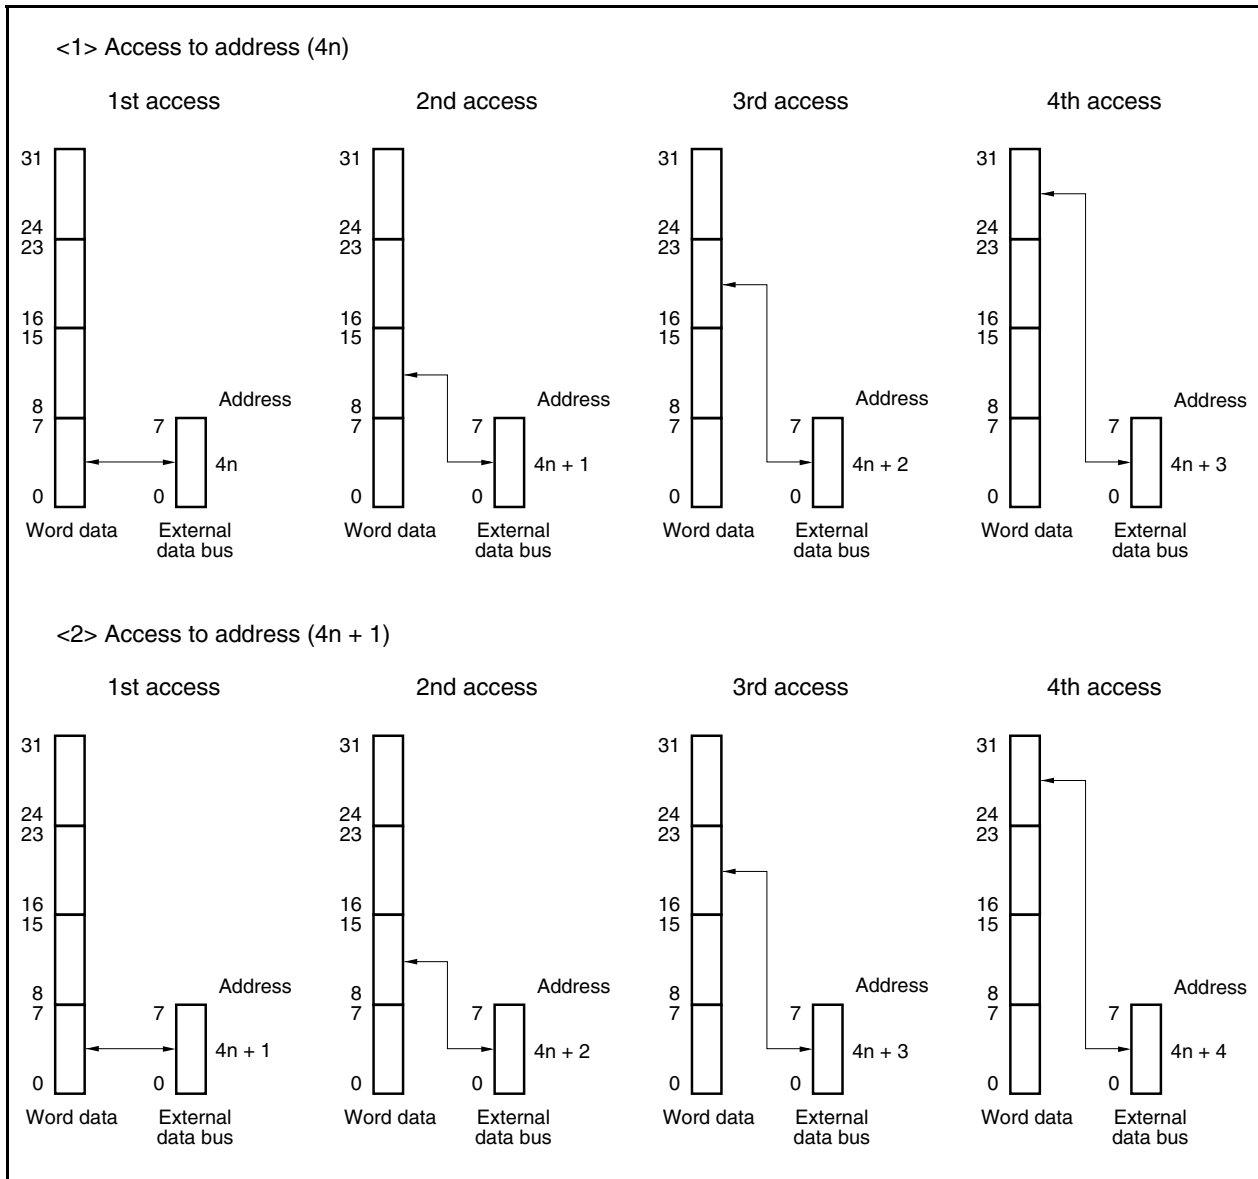 <1> Access to address (4n)
1st access 2nd access 3rd access 4th access
31 31 31 31
24 24 24 24
23 23 23 23
16 16 16 16
15 15 15 15
Address Address Address Address
8 8 8 8
7 7 7 7 7 7 7 7
4n 4n + 1 4n + 2 4n + 3
0 0 0 0 0 0 0 0
Word data External Word data External Word data External Word data External
data bus data bus data bus data bus
<2> Access to address (4n + 1)
1st access 2nd access 3rd access 4th access
31 31 31 31
24 24 24 24
23 23 23 23
16 16 16 16
15 15 15 15
Address Address Address Address
8 8 8 8
7 7 7 7 7 7 7 7
4n + 1 4n + 2 4n + 3 4n + 4
0 0 0 0 0 0 0 0
Word data External Word data External Word data External Word data External
data bus data bus data bus data bus